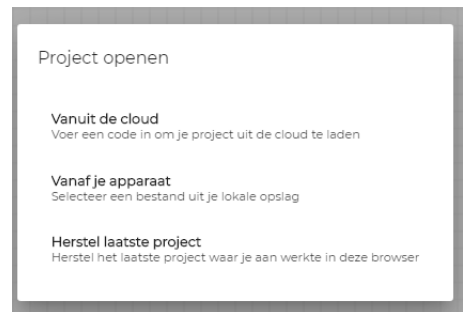 Project openen
Vanuit de cloud
Voer een code in om je project uit de cloud te laden
Vanaf je apparaat
Selecteer een bestand uit je lokale opslag
Herstel laatste project
Herstel het laatste project waar je aan werkte in deze browser